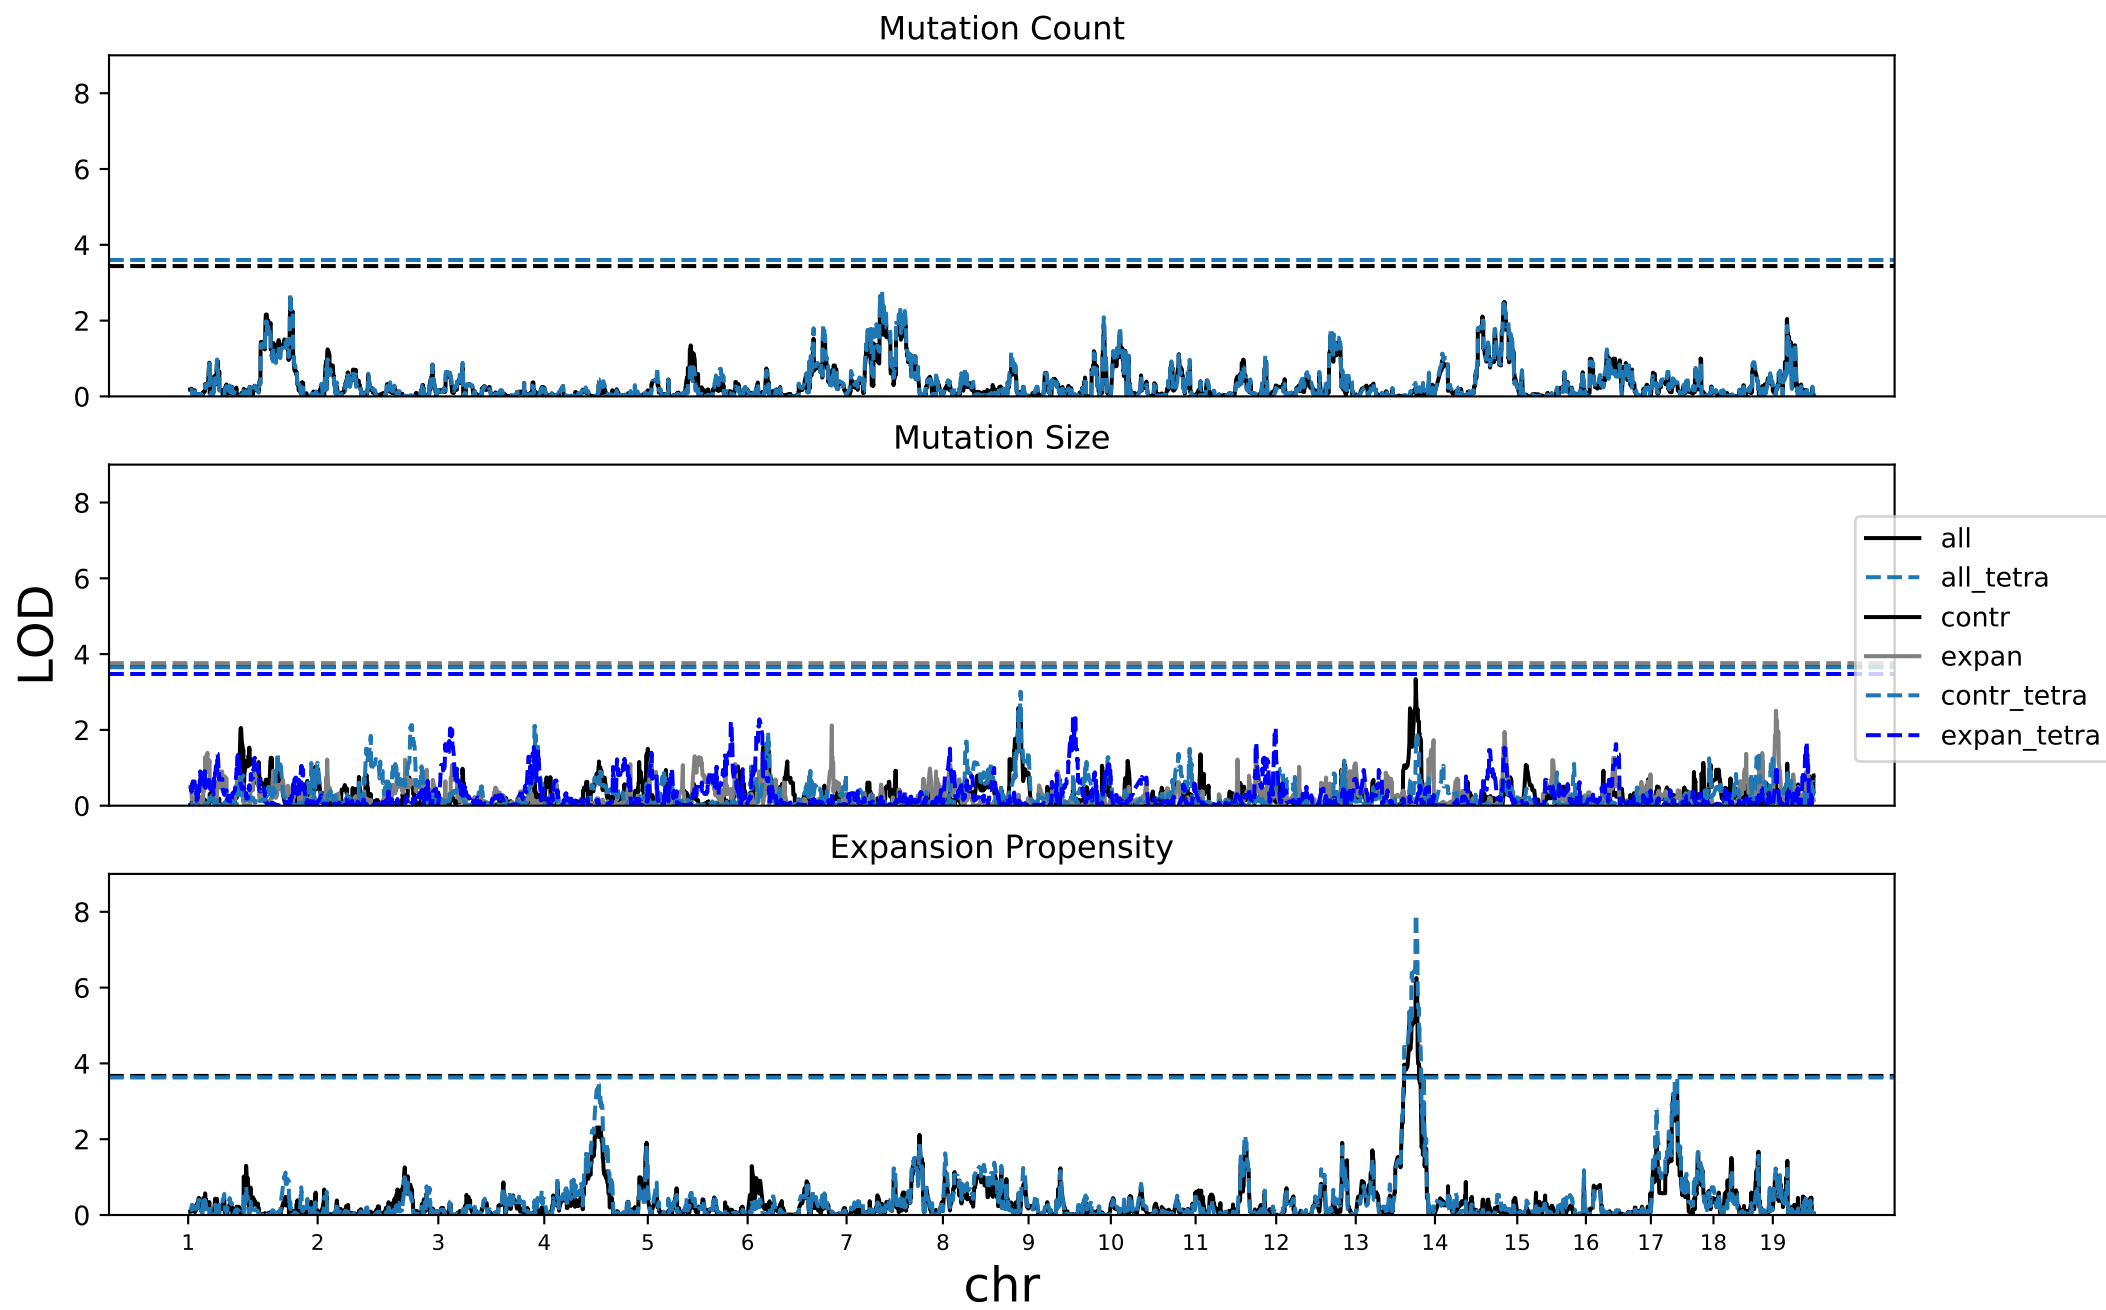 Mutation Count
8
6
4
2
0
Mutation Size
8
6
4
2
0
LOD
all
all_tetra
contr
expan
contr_tetra
expan_tetra
Expansion Propensity
8
6
4
2
0
1 2 3 4 5 6 7 8 9 10 11 12 13 14 15 16 17 18 19
chr